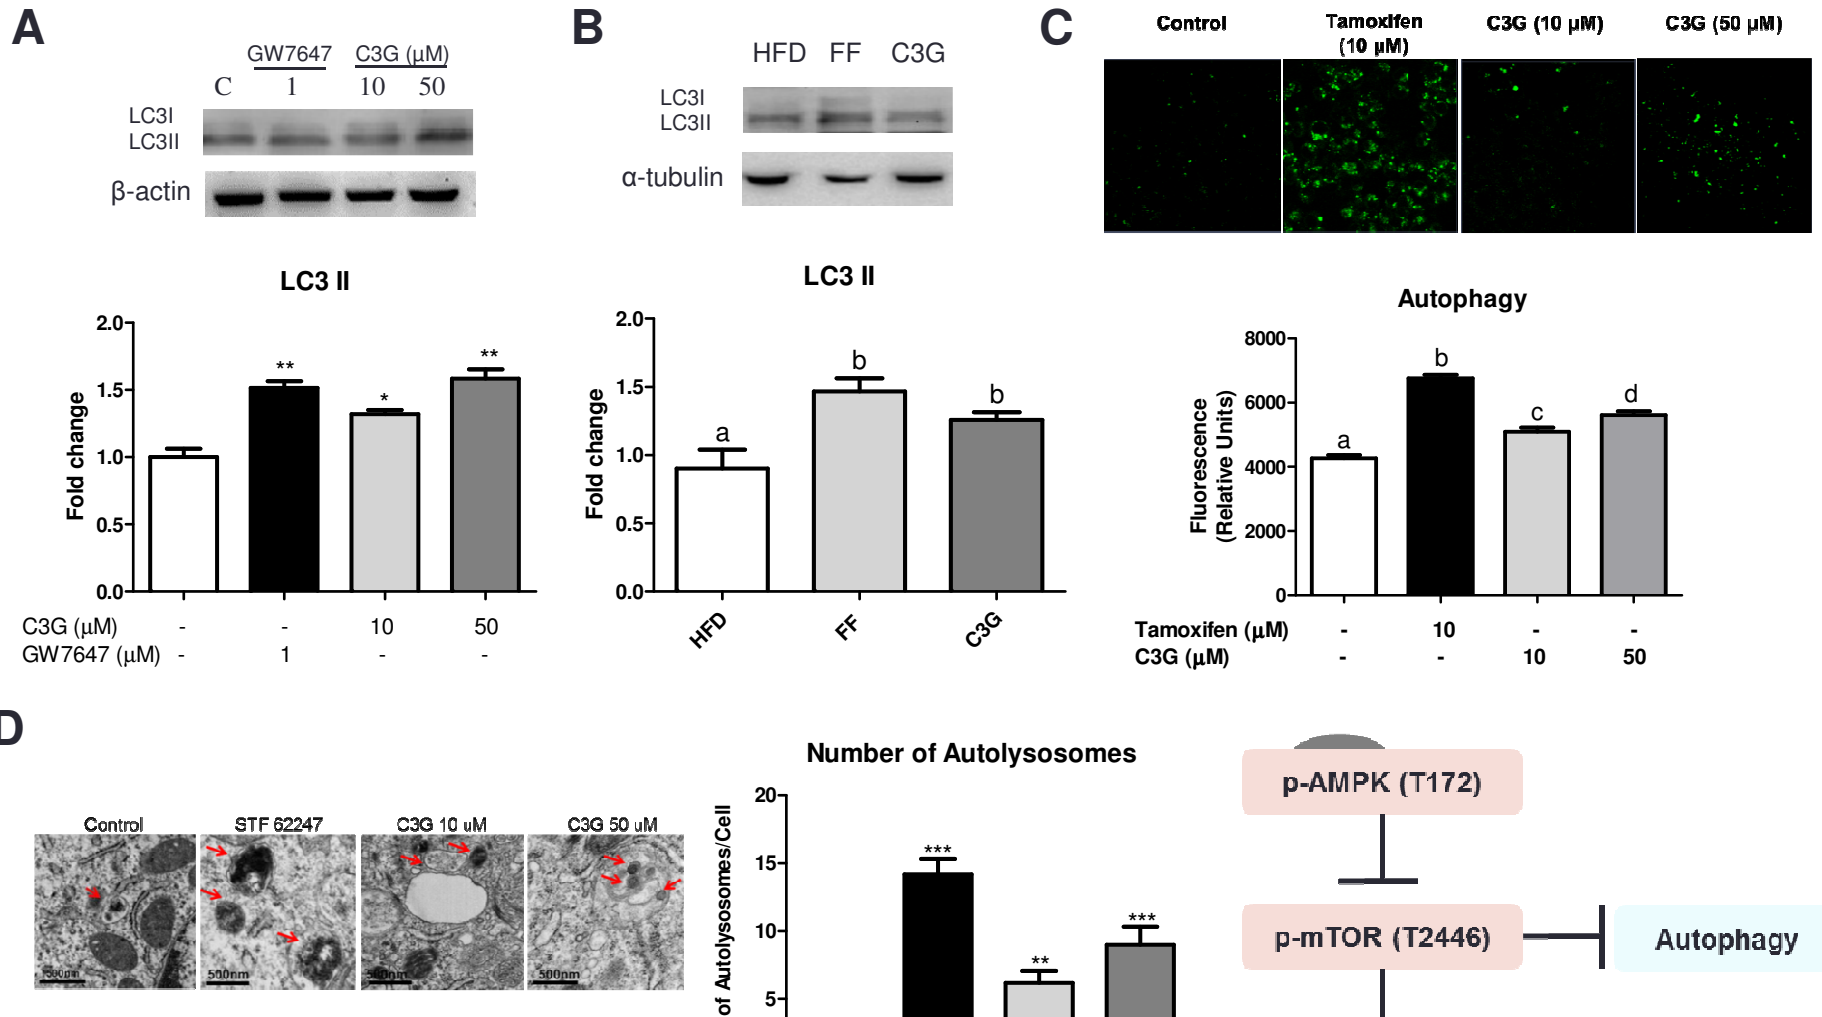 A
GW7647 C3G (μM)
C 1 10 50
LC3I
LC3II
β-actin
LC3 II
Fold change
2.0
1.5
1.0
0.5
0.0
** * **
C3G (μM) - - 10 50
GW7647 (μM) - 1 - -
B
HFD FF C3G
LC3I
LC3II
α-tubulin
LC3 II
Fold change
2.0
1.5
1.0
0.5
0.0
a b b
HFD FF C3G
C
Control Tamoxifen (10 μM) C3G (10 μM) C3G (50 μM)
Autophagy
Fluorescence
(Relative Units)
8000
6000
4000
2000
0
a b c d
Tamoxifen (μM) - 10 - -
C3G (μM) - - 10 50
D
Control STF 62247 C3G 10 uM C3G 50 uM
500nm 500nm 500nm 500nm
Number of Autolysosomes
of Autolysosomes/Cell
20
15
10
5
*** ** ***
p-AMPK (T172)
p-mTOR (T2446)
Autophagy